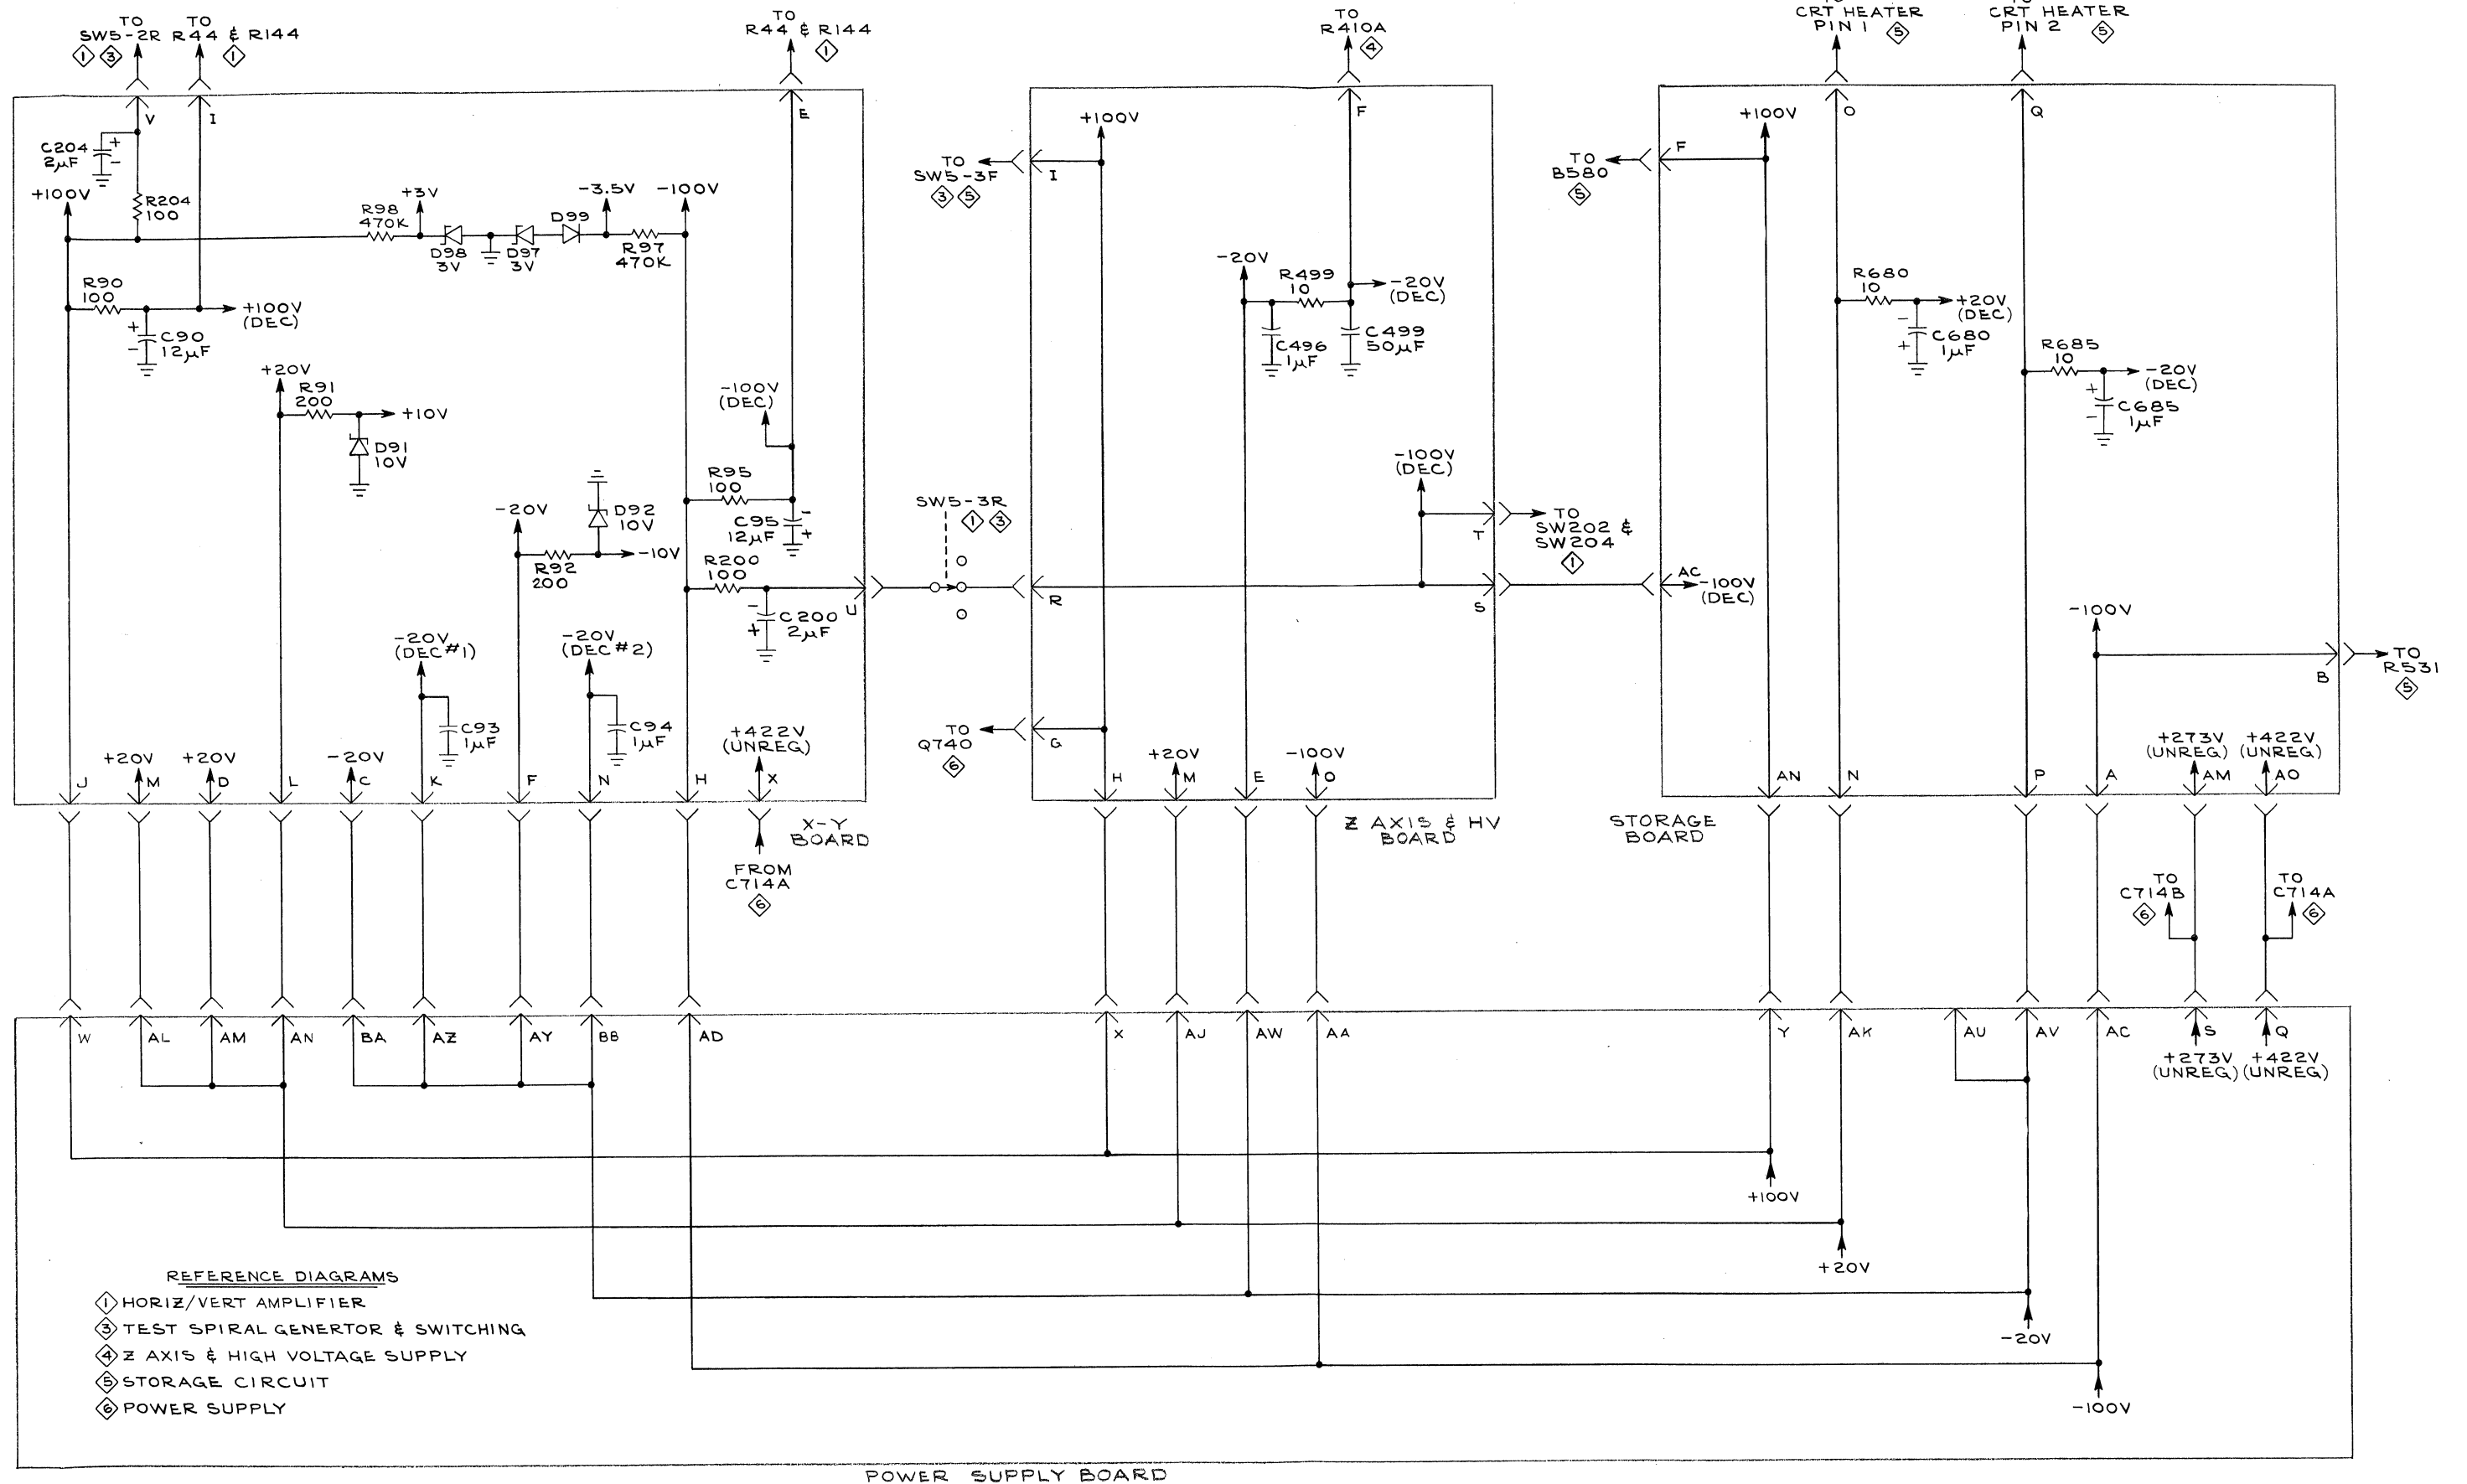 TO
SW5-2R
1 3
TO
R44 & R144
1
TO
R44 & R144
1
V
I
E
C204
2µF
+
-
+100V
R204
100
R98
470K
+3V
D98
3V
D97
3V
D99
-3.5V
R97
470K
-100V
R90
100
+100V
(DEC)
+
-
C90
12µF
+20V
R91
200
+10V
D91
10V
-100V
(DEC)
R95
100
-
C95
12µF
+
-20V
D92
10V
R92
200
-10V
R200
100
U
-
+
C200
2µF
-20V
(DEC#1)
C93
1µF
-20V
(DEC#2)
C94
1µF
+422V
(UNREG)
+20V
+20V
-20V
J
M
D
L
C
K
F
N
H
X
X-Y
BOARD
FROM
C714A
6
SW5-3R
1 3
TO
R410A
4
F
+100V
TO
SW5-3F
3 5
I
-20V
R499
10
-20V
(DEC)
C496
1µF
C499
50µF
-100V
(DEC)
T
TO
SW202 &
SW204
1
R
S
TO
Q740
6
G
+20V
-100V
H
M
E
O
Z AXIS & HV
BOARD
CRT HEATER
PIN 1
5
CRT HEATER
PIN 2
5
O
Q
+100V
TO
B580
5
F
R680
10
+20V
(DEC)
-
+
C680
1µF
R685
10
-20V
(DEC)
+
-
C685
1µF
AC
-100V
(DEC)
-100V
B
TO
R531
5
+273V
(UNREG)
+422V
(UNREG)
AN
N
P
A
AM
AO
STORAGE
BOARD
TO
C714B
6
TO
C714A
6
W
AL
AM
AN
BA
AZ
AY
BB
AD
X
AJ
AW
AA
Y
AK
AU
AV
AC
S
Q
+273V
(UNREG)
+422V
(UNREG)
+100V
+20V
-20V
-100V
REFERENCE DIAGRAMS
1 HORIZ/VERT AMPLIFIER
3 TEST SPIRAL GENERTOR & SWITCHING
4 Z AXIS & HIGH VOLTAGE SUPPLY
5 STORAGE CIRCUIT
6 POWER SUPPLY
POWER SUPPLY BOARD